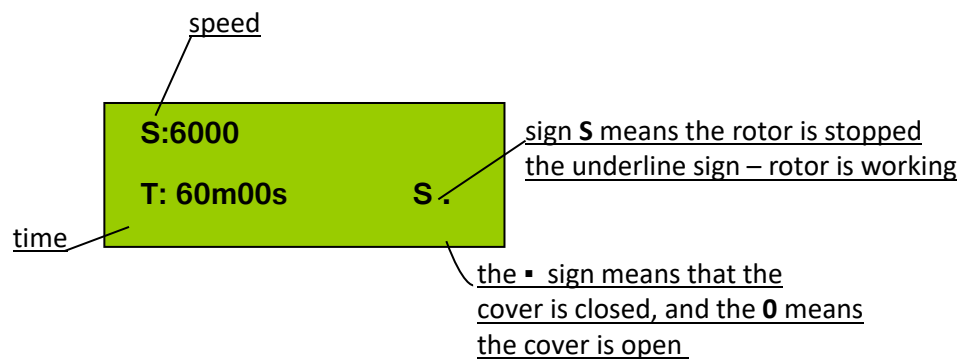 speed
S:6000
T: 60m00s S .
sign S means the rotor is stopped
the underline sign – rotor is working
time
the ▪ sign means that the
cover is closed, and the 0 means
the cover is open